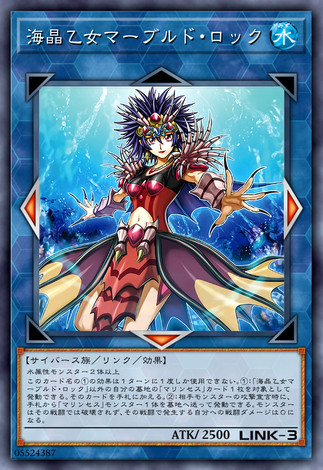 海晶乙女マーブルド・ロック
水
【サイバース族/リンク/効果】
水属性モンスター2体以上
このカード名の①の効果は1ターンに1度しか使用できない。①:「海晶乙女マ
ーブルド・ロック」以外の自分の墓地の「マリンセス」カード1枚を対象として
発動できる。そのカードを手札に加える。②:相手モンスターの攻撃宣言時に、
手札から「マリンセス」モンスター1体を墓地へ送って発動できる。モンスター
はその戦闘では破壊されず、その戦闘で発生する自分への戦闘ダメージは0にな
る。
ATK/2500 LINK-3
05524387